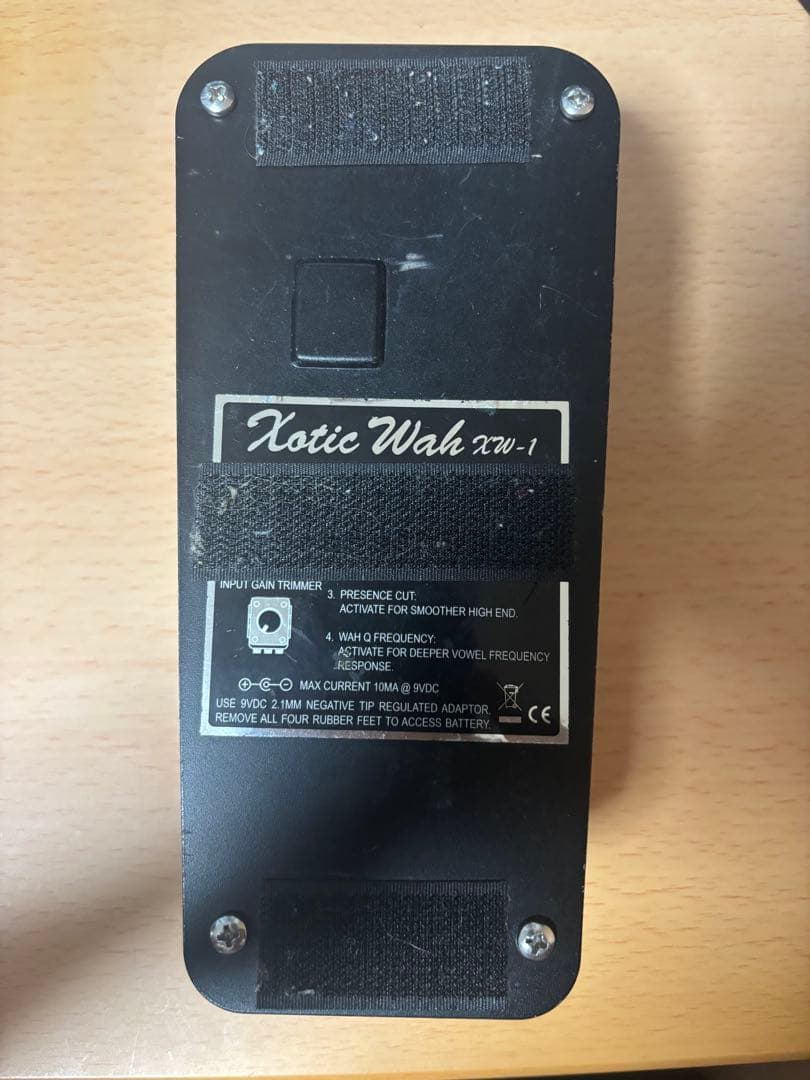 Xotic Wah XW-1
INPUT GAIN TRIMMER
3. PRESENCE CUT:
ACTIVATE FOR SMOOTHER HIGH END.
4. WAH Q FREQUENCY:
ACTIVATE FOR DEEPER VOWEL FREQUENCY
RESPONSE.
MAX CURRENT 10MA @ 9VDC
USE 9VDC 2.1MM NEGATIVE TIP REGULATED ADAPTOR.
REMOVE ALL FOUR RUBBER FEET TO ACCESS BATTERY.
CE